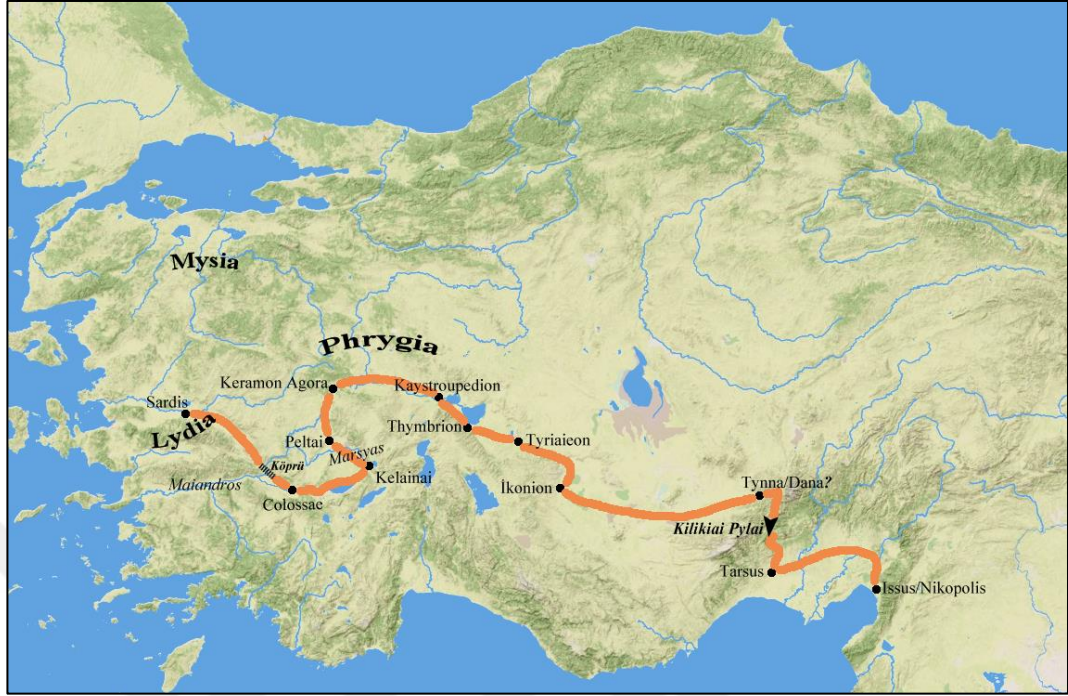 Mysia
Phrygia
Keramon Agora
Kaystroupedion
Sardis
Lydia
Thymbrion
Peltai
Marsyas
Tyriaieon
Köprü
Kelainai
Maiandros
Colossae
İkonion
Tynna/Dana?
Kilikiai Pylai
Tarsus
Issus/Nikopolis